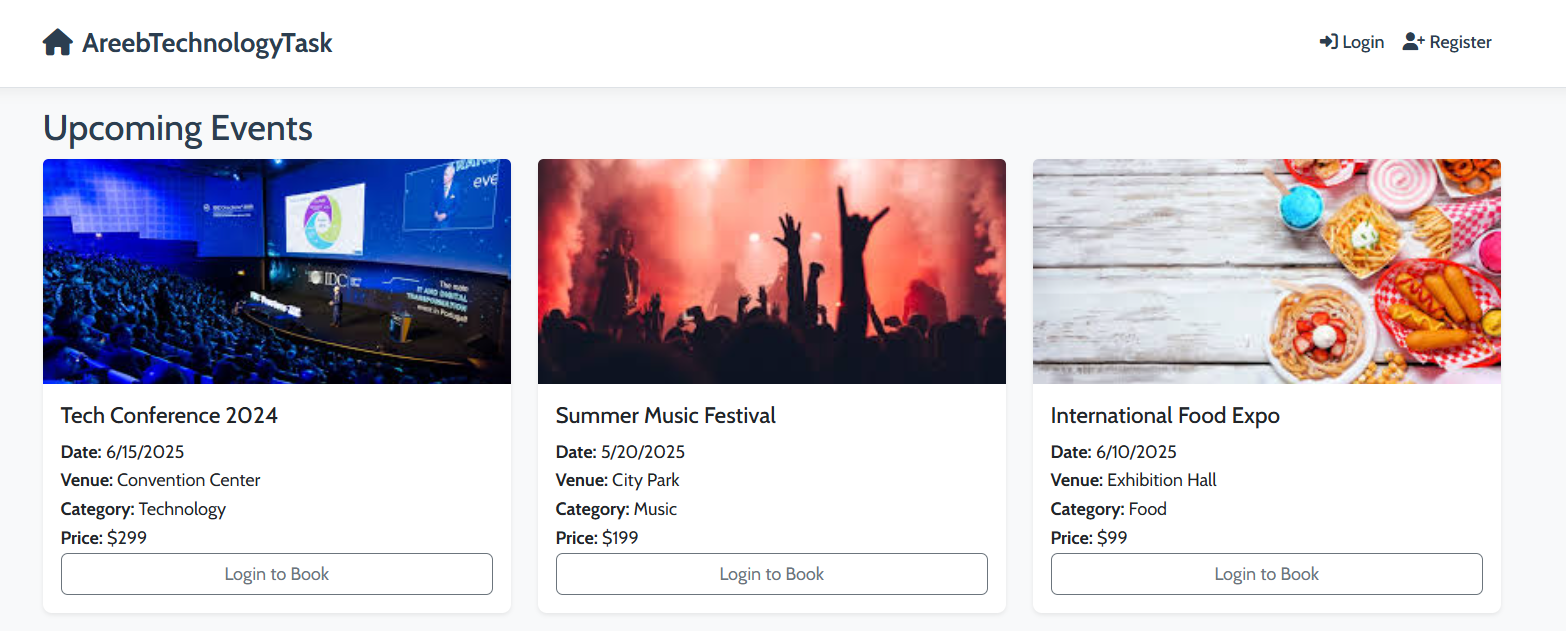 AreebTechnologyTask
Login
Register
Upcoming Events
eve
IDC
The main
IT AND DIGITAL
TRANSFORMATION
event in Portugal!
Tech Conference 2024
Date: 6/15/2025
Venue: Convention Center
Category: Technology
Price: $299
Login to Book
Summer Music Festival
Date: 5/20/2025
Venue: City Park
Category: Music
Price: $199
Login to Book
International Food Expo
Date: 6/10/2025
Venue: Exhibition Hall
Category: Food
Price: $99
Login to Book